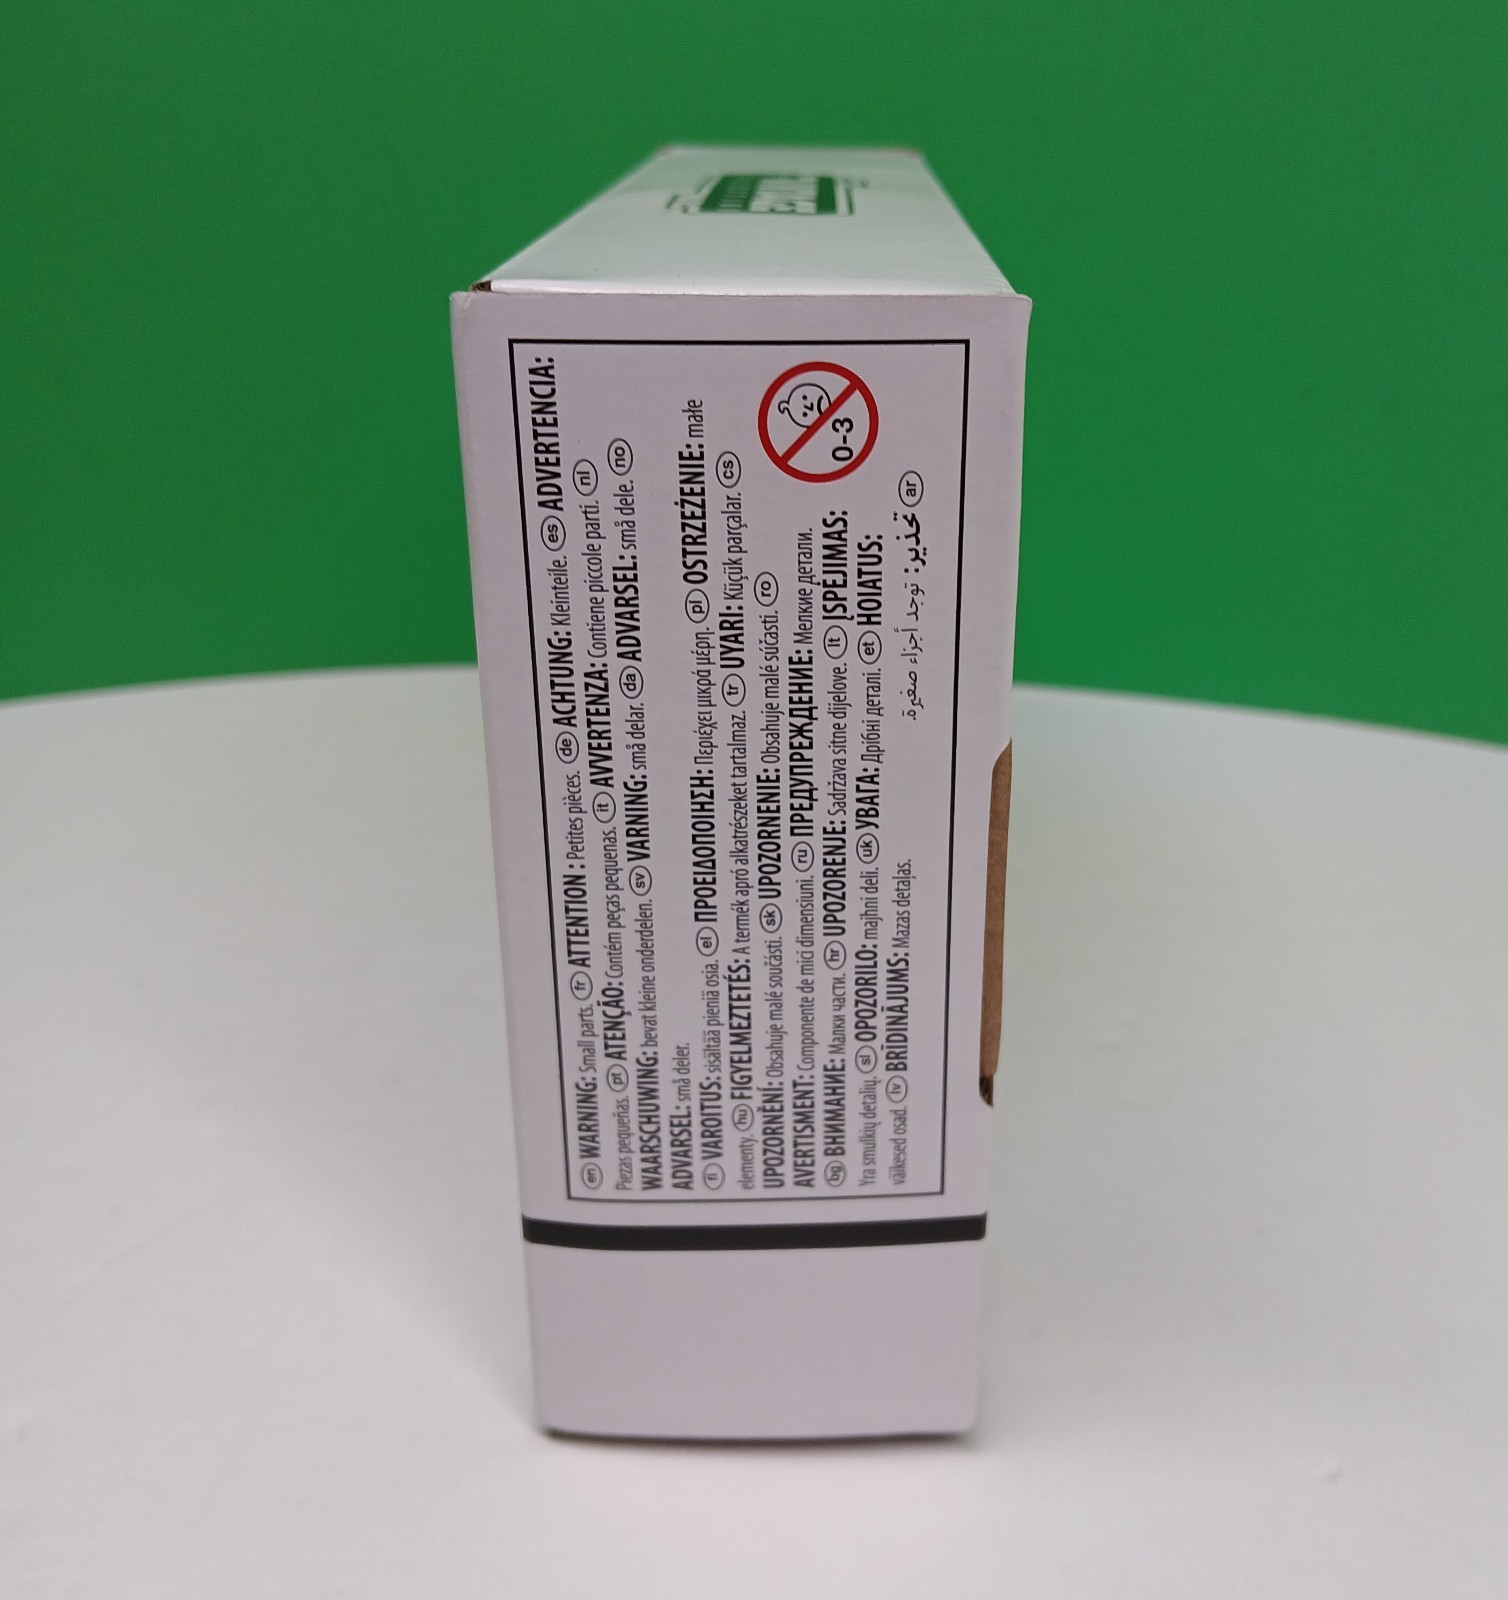 (en) WARNING: Small parts. (fr) ATTENTION : Petites pièces. (de) ACHTUNG: Kleinteile. (es) ADVERTENCIA:
Piezas pequeñas. (pt) ATENÇÃO: Contém peças pequenas. (it) AVVERTENZA: Contiene piccole parti. (nl)
WAARSCHUWING: bevat kleine onderdelen. (sv) VARNING: små delar. (da) ADVARSEL: små dele. (no)
ADVARSEL: små deler.
(fi) VAROITUS: sisältää pieniä osia. (el) ΠΡΟΕΙΔΟΠΟΙΗΣΗ: Περιέχει μικρά μέρη. (pl) OSTRZEŻENIE: małe
elementy. (hu) FIGYELMEZTETÉS: A termék apró alkatrészeket tartalmaz. (tr) UYARI: Küçük parçalar. (cs)
UPOZORNĚNÍ: Obsahuje malé součásti. (sk) UPOZORNENIE: Obsahuje malé súčasti. (ro)
AVERTISMENT: Componente de mici dimensiuni. (ru) ПРЕДУПРЕЖДЕНИЕ: Мелкие детали.
(bg) ВНИМАНИЕ: Малки части. (hr) UPOZORENJE: Sadržava sitne dijelove. (lt) ĮSPĖJIMAS:
Yra smulkių detalių. (sl) OPOZORILO: majhni deli. (uk) УВАГА: Дрібні деталі. (et) HOIATUS:
väikesed osad. (lv) BRĪDINĀJUMS: Mazas detaļas. (ar) تحذير: توجد أجزاء صغيرة.
0-3